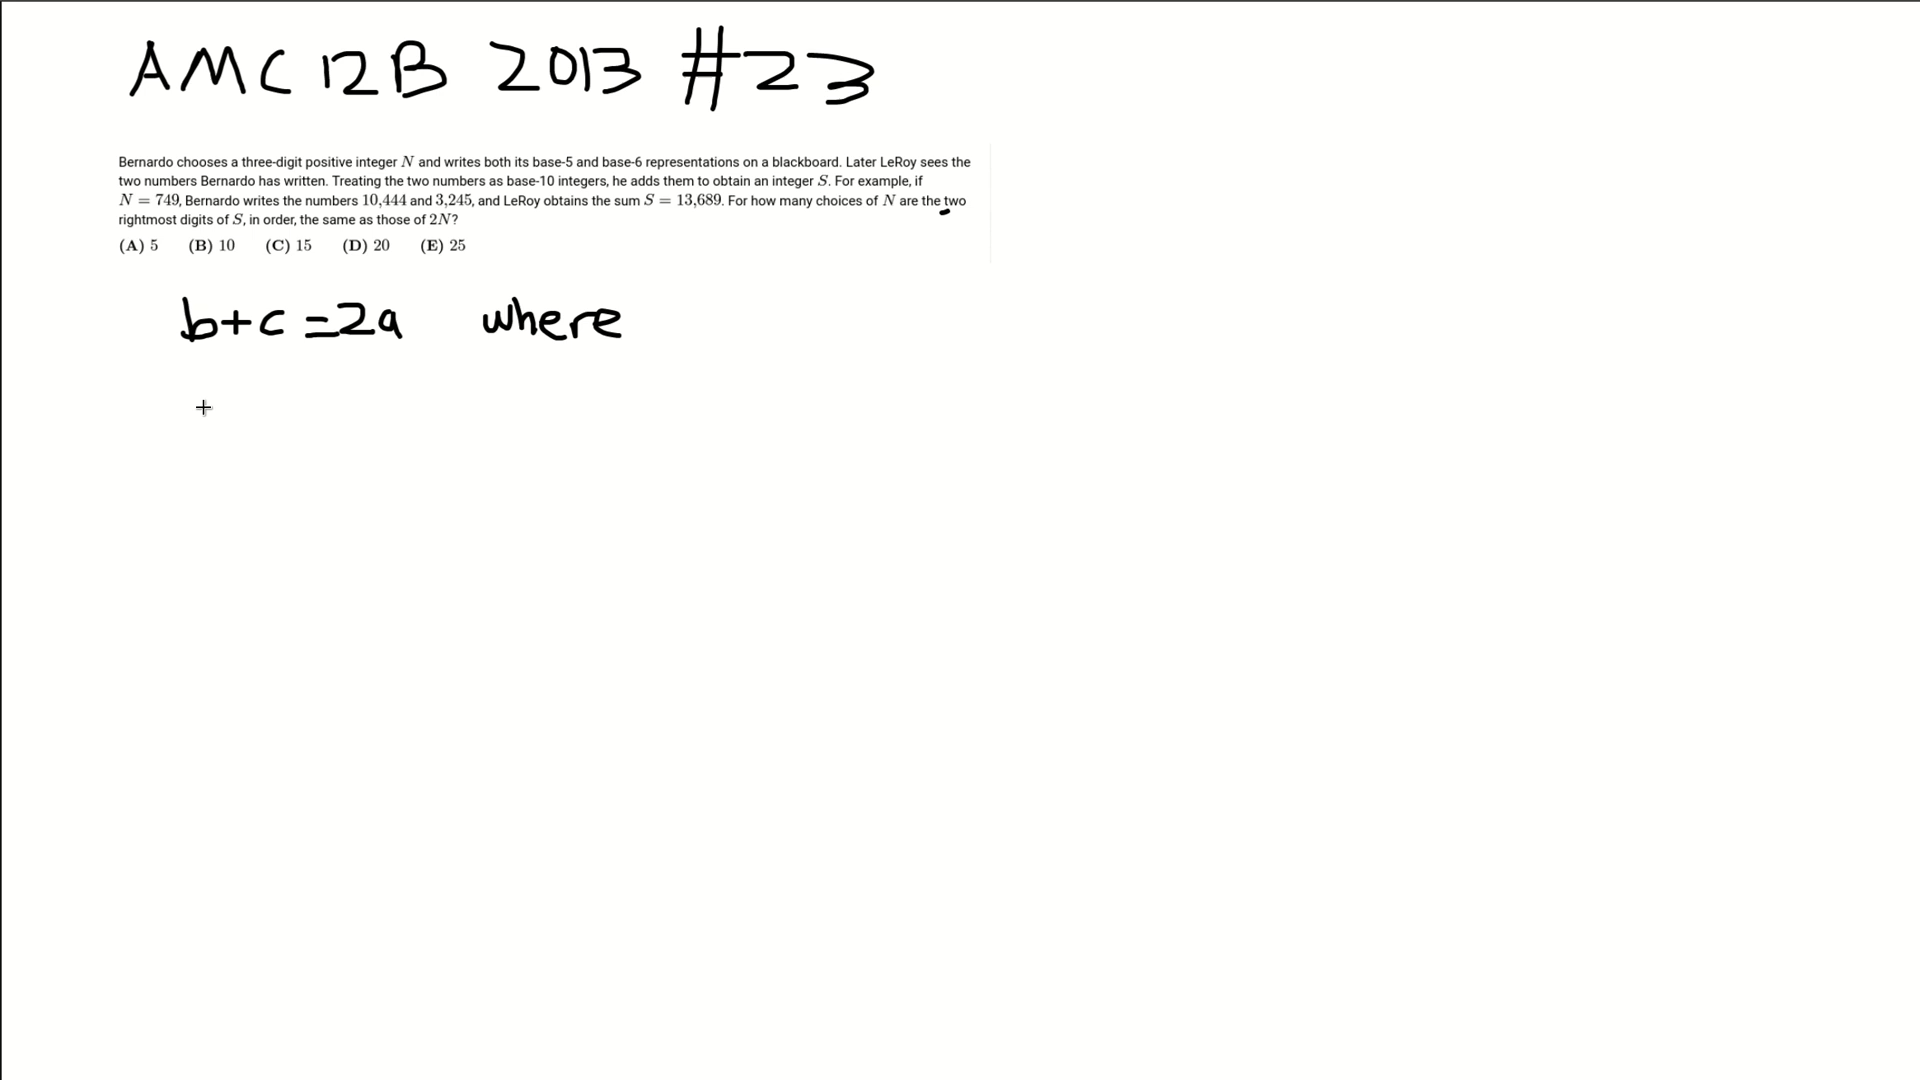 AMC 12B 2013 #23
Bernardo chooses a three-digit positive integer N and writes both its base-5 and base-6 representations on a blackboard. Later LeRoy sees the
two numbers Bernardo has written. Treating the two numbers as base-10 integers, he adds them to obtain an integer S. For example, if
N = 749, Bernardo writes the numbers 10,444 and 3,245, and LeRoy obtains the sum S = 13,689. For how many choices of N are the two
rightmost digits of S, in order, the same as those of 2N?
(A) 5 (B) 10 (C) 15 (D) 20 (E) 25
b+c =2a where